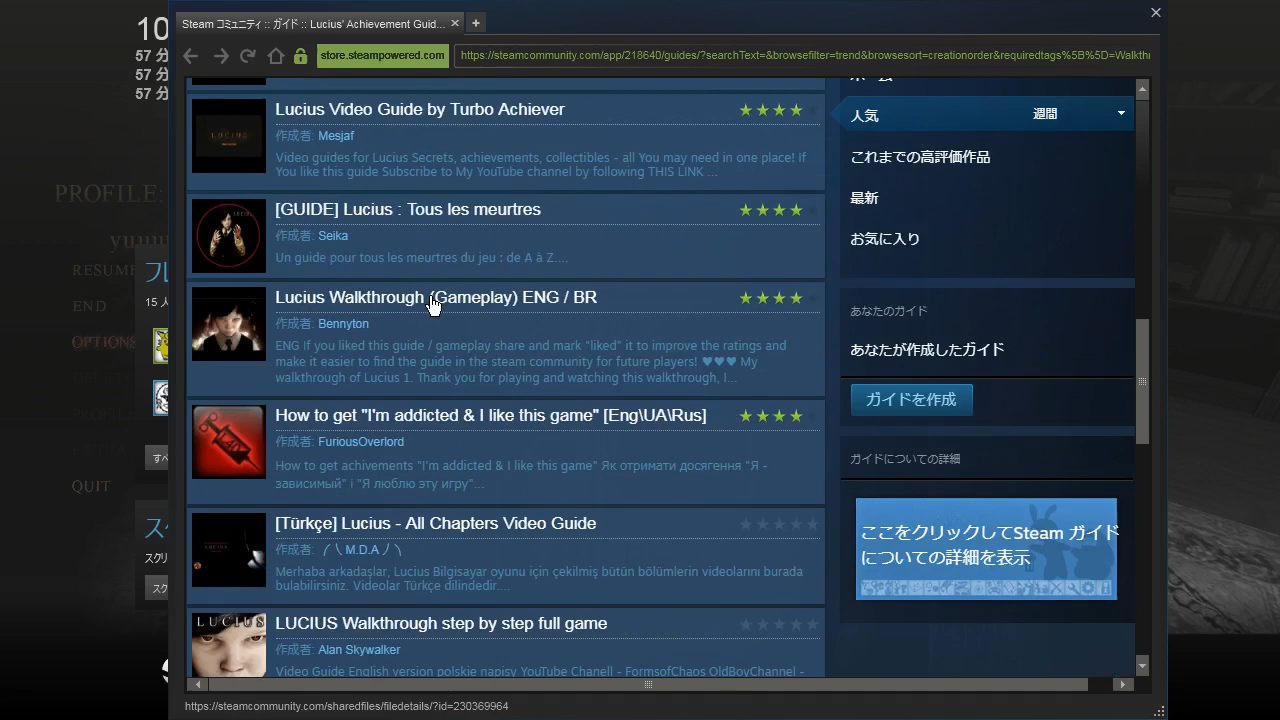 Steam コミュニティ :: ガイド :: Lucius' Achievement Guid...
store.steampowered.com
https://steamcommunity.com/app/218640/guides/?searchText=&browsefilter=trend&browsesort=creationorder&requiredtags%5B%5D=Walkthr
10
57 分
57 分
57 分
PROFILE:
RESUME
END
OPTIONS
QUIT
15 人
Lucius Video Guide by Turbo Achiever
作成者: Mesjaf
Video guides for Lucius Secrets, achievements, collectibles - all You may need in one place! If
You like this guide Subscribe to My YouTube channel by following THIS LINK ...
[GUIDE] Lucius : Tous les meurtres
作成者: Seika
Un guide pour tous les meurtres du jeu : de A à Z....
Lucius Walkthrough (Gameplay) ENG / BR
作成者: Bennyton
ENG If you liked this guide / gameplay share and mark "liked" it to improve the ratings and
make it easier to find the guide in the steam community for future players! ♥♥♥ My
walkthrough of Lucius 1. Thank you for playing and watching this walkthrough, I...
How to get "I'm addicted & I like this game" [Eng\UA\Rus]
作成者: FuriousOverlord
How to get achivements "I'm addicted & I like this game" Як отримати досягення "Я -
зависимый" і "Я люблю эту игру"...
[Türkçe] Lucius - All Chapters Video Guide
作成者: ╭╲M.D.A╱╮
Merhaba arkadaşlar, Lucius Bilgisayar oyunu için çekilmiş bütün bölümlerin videolarını burada
bulabilirsiniz. Videolar Türkçe dilindedir....
LUCIUS
LUCIUS Walkthrough step by step full game
作成者: Alan Skywalker
Video Guide English version polskie napisy YouTube Chanell - FormsofChaos OldBoyChannel -
ホーム
人気
週間
これまでの高評価作品
最新
お気に入り
あなたのガイド
あなたが作成したガイド
ガイドを作成
ガイドについての詳細
ここをクリックしてSteam ガイド
についての詳細を表示
https://steamcommunity.com/sharedfiles/filedetails/?id=230369964